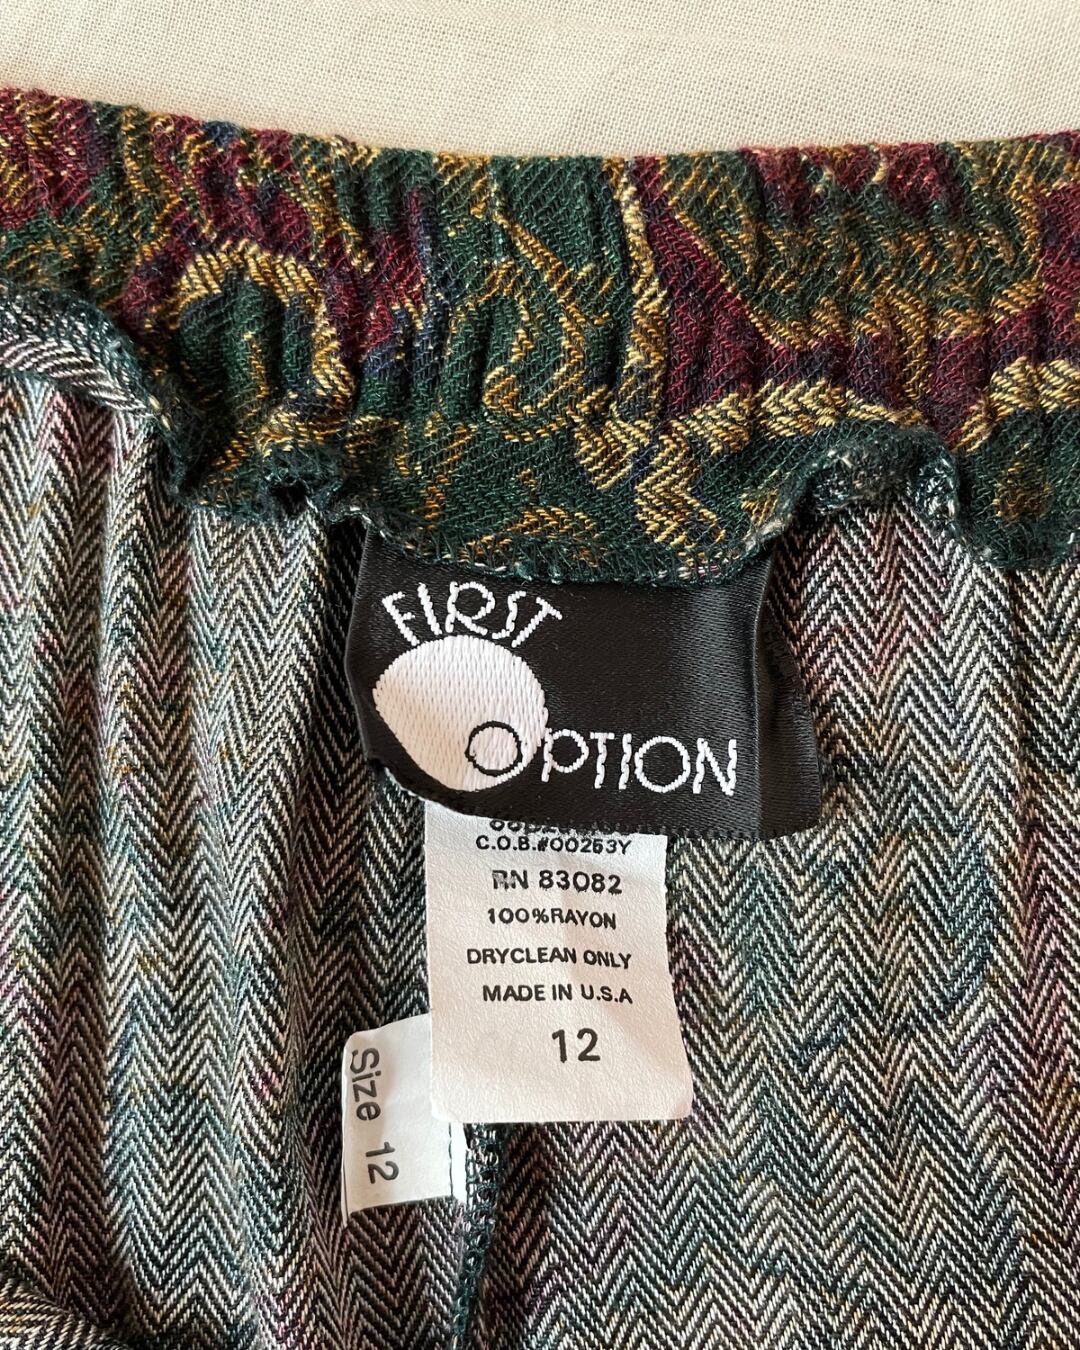 FIRST
OPTION
C.O.B.#00253Y
RN 83082
100%RAYON
DRYCLEAN ONLY
MADE IN U.S.A
12
Size 12